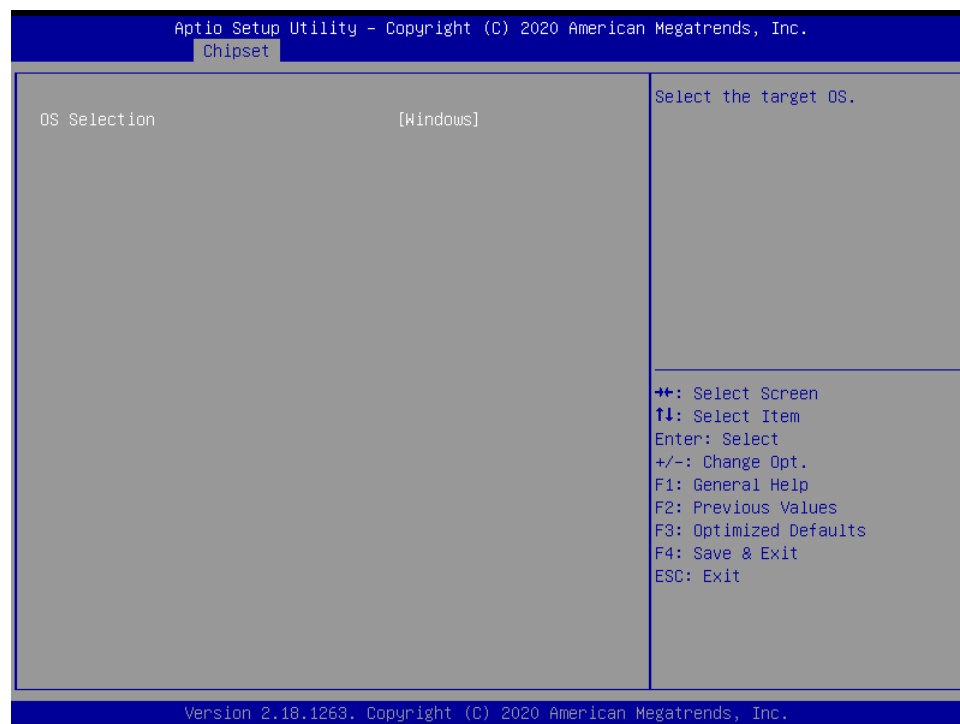 Aptio Setup Utility – Copyright (C) 2020 American Megatrends, Inc.
Chipset
OS Selection [Windows]
Select the target OS.
→←: Select Screen
↑↓: Select Item
Enter: Select
+/-: Change Opt.
F1: General Help
F2: Previous Values
F3: Optimized Defaults
F4: Save & Exit
ESC: Exit
Version 2.18.1263. Copyright (C) 2020 American Megatrends, Inc.